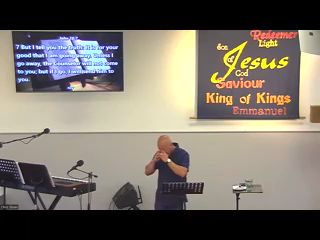 John 16:7
7 But I tell you the truth: It is for your
good that I am going away. Unless I
go away, the Counselor will not come
to you; but if I go, I will send him to
you.
Redeemer
Light
Son of
Jesus
God
Saviour
King of Kings
Emmanuel